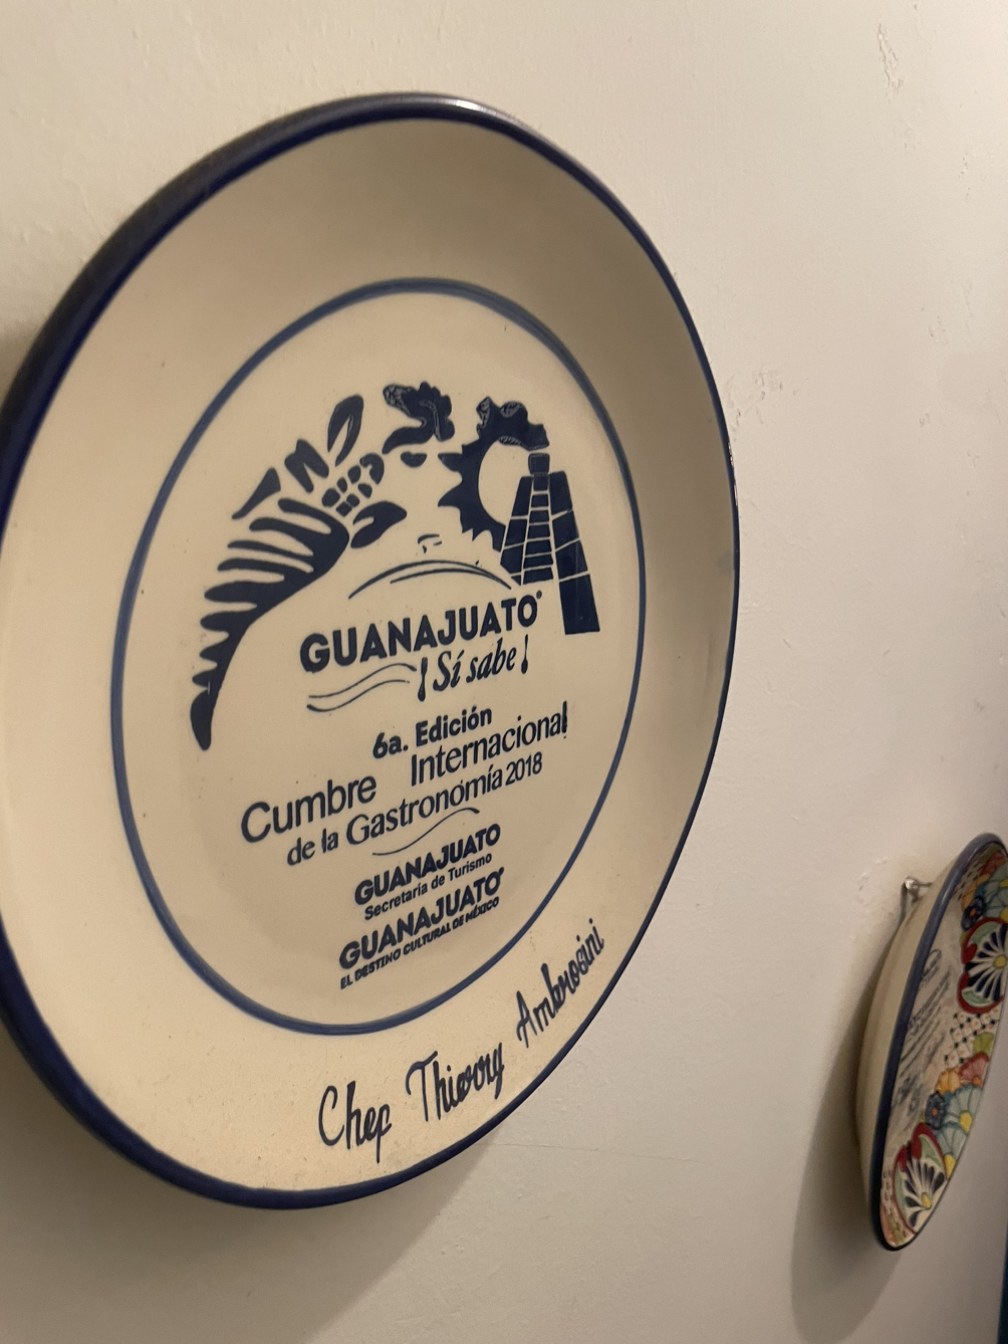 GUANAJUATO
¡Sí sabe!
6a. Edición
Cumbre Internacional
de la Gastronomía 2018
GUANAJUATO
Secretaría de Turismo
GUANAJUATO
EL DESTINO CULTURAL DE MÉXICO
Chef Thierry Ambrosini